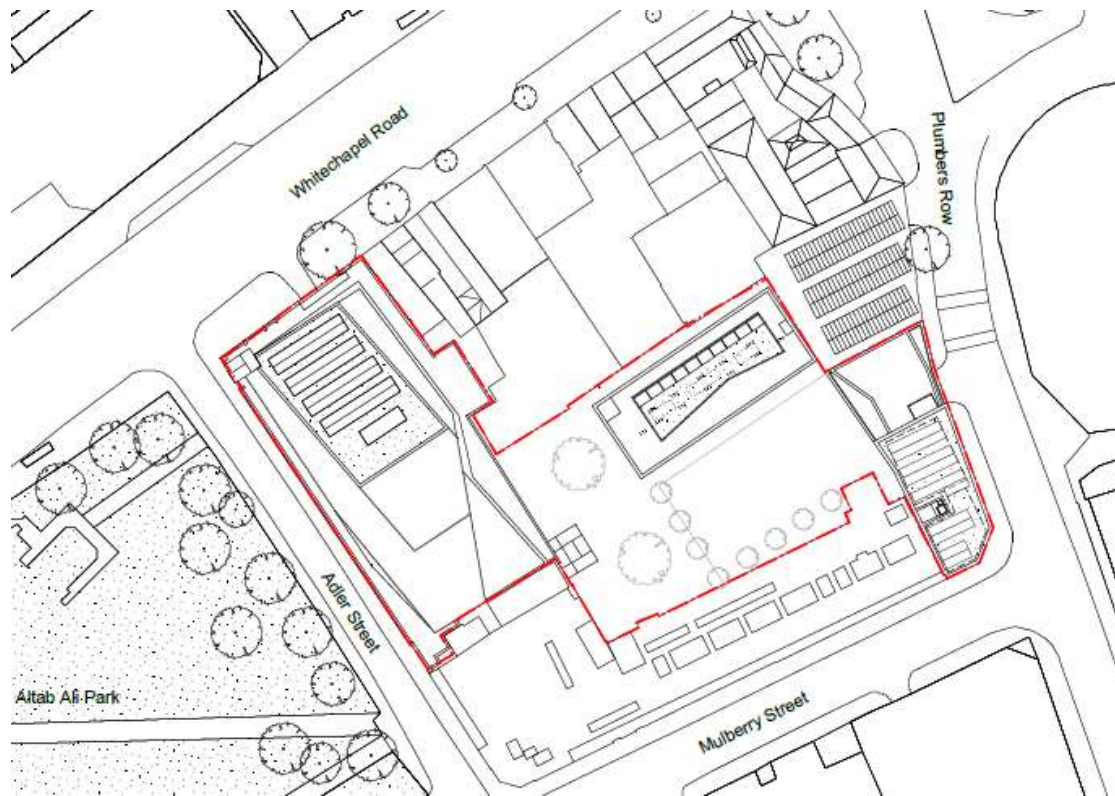 Whitechapel Road
Plumbers Row
Adler Street
Altab Ali Park
Mulberry Street